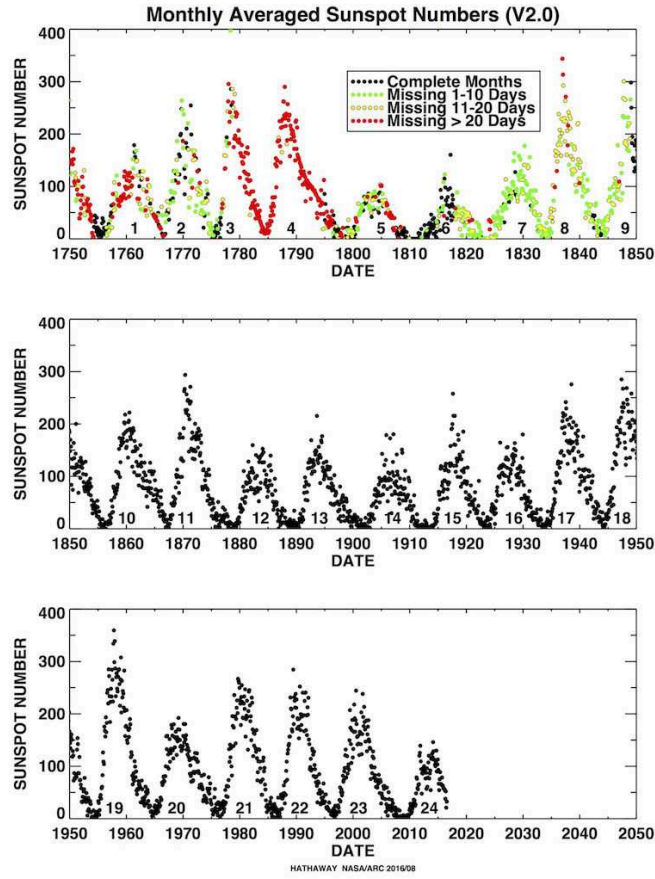 Monthly Averaged Sunspot Numbers (V2.0)
400
300
200
100
0
SUNSPOT NUMBER
Complete Months
Missing 1-10 Days
Missing 11-20 Days
Missing > 20 Days
1 2 3 4 5 6 7 8 9
1750 1760 1770 1780 1790 1800 1810 1820 1830 1840 1850
DATE
400
300
200
100
0
SUNSPOT NUMBER
10 11 12 13 14 15 16 17 18
1850 1860 1870 1880 1890 1900 1910 1920 1930 1940 1950
DATE
400
300
200
100
0
SUNSPOT NUMBER
19 20 21 22 23 24
1950 1960 1970 1980 1990 2000 2010 2020 2030 2040 2050
DATE
HATHAWAY NASA/ARC 2016/08